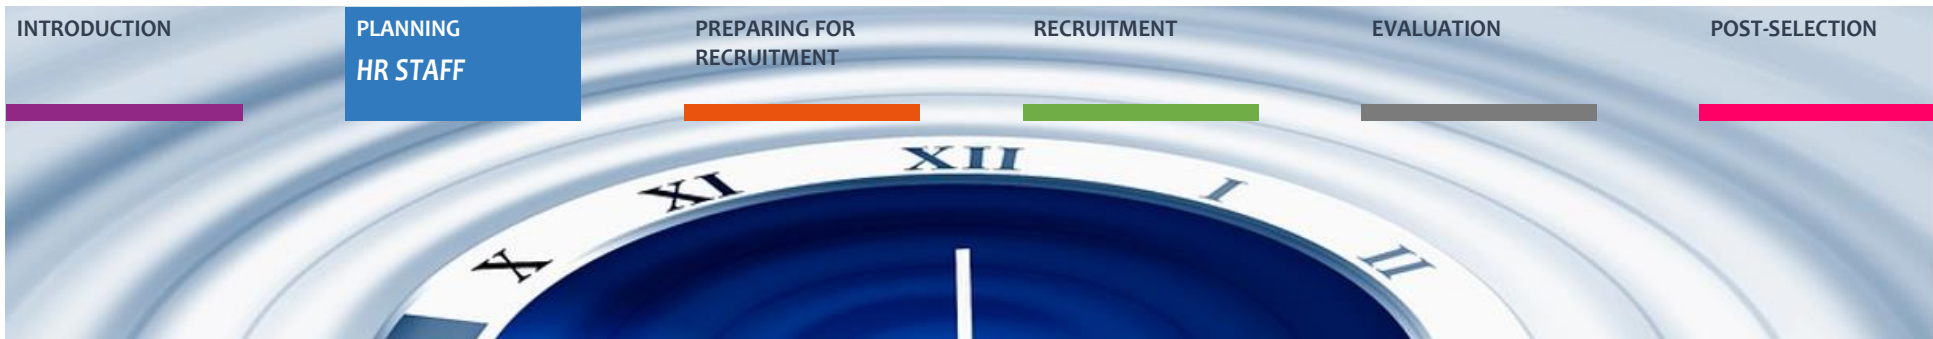 INTRODUCTION
PLANNING
HR STAFF
PREPARING FOR
RECRUITMENT
RECRUITMENT
EVALUATION
POST-SELECTION
X
XI
XII
I
II